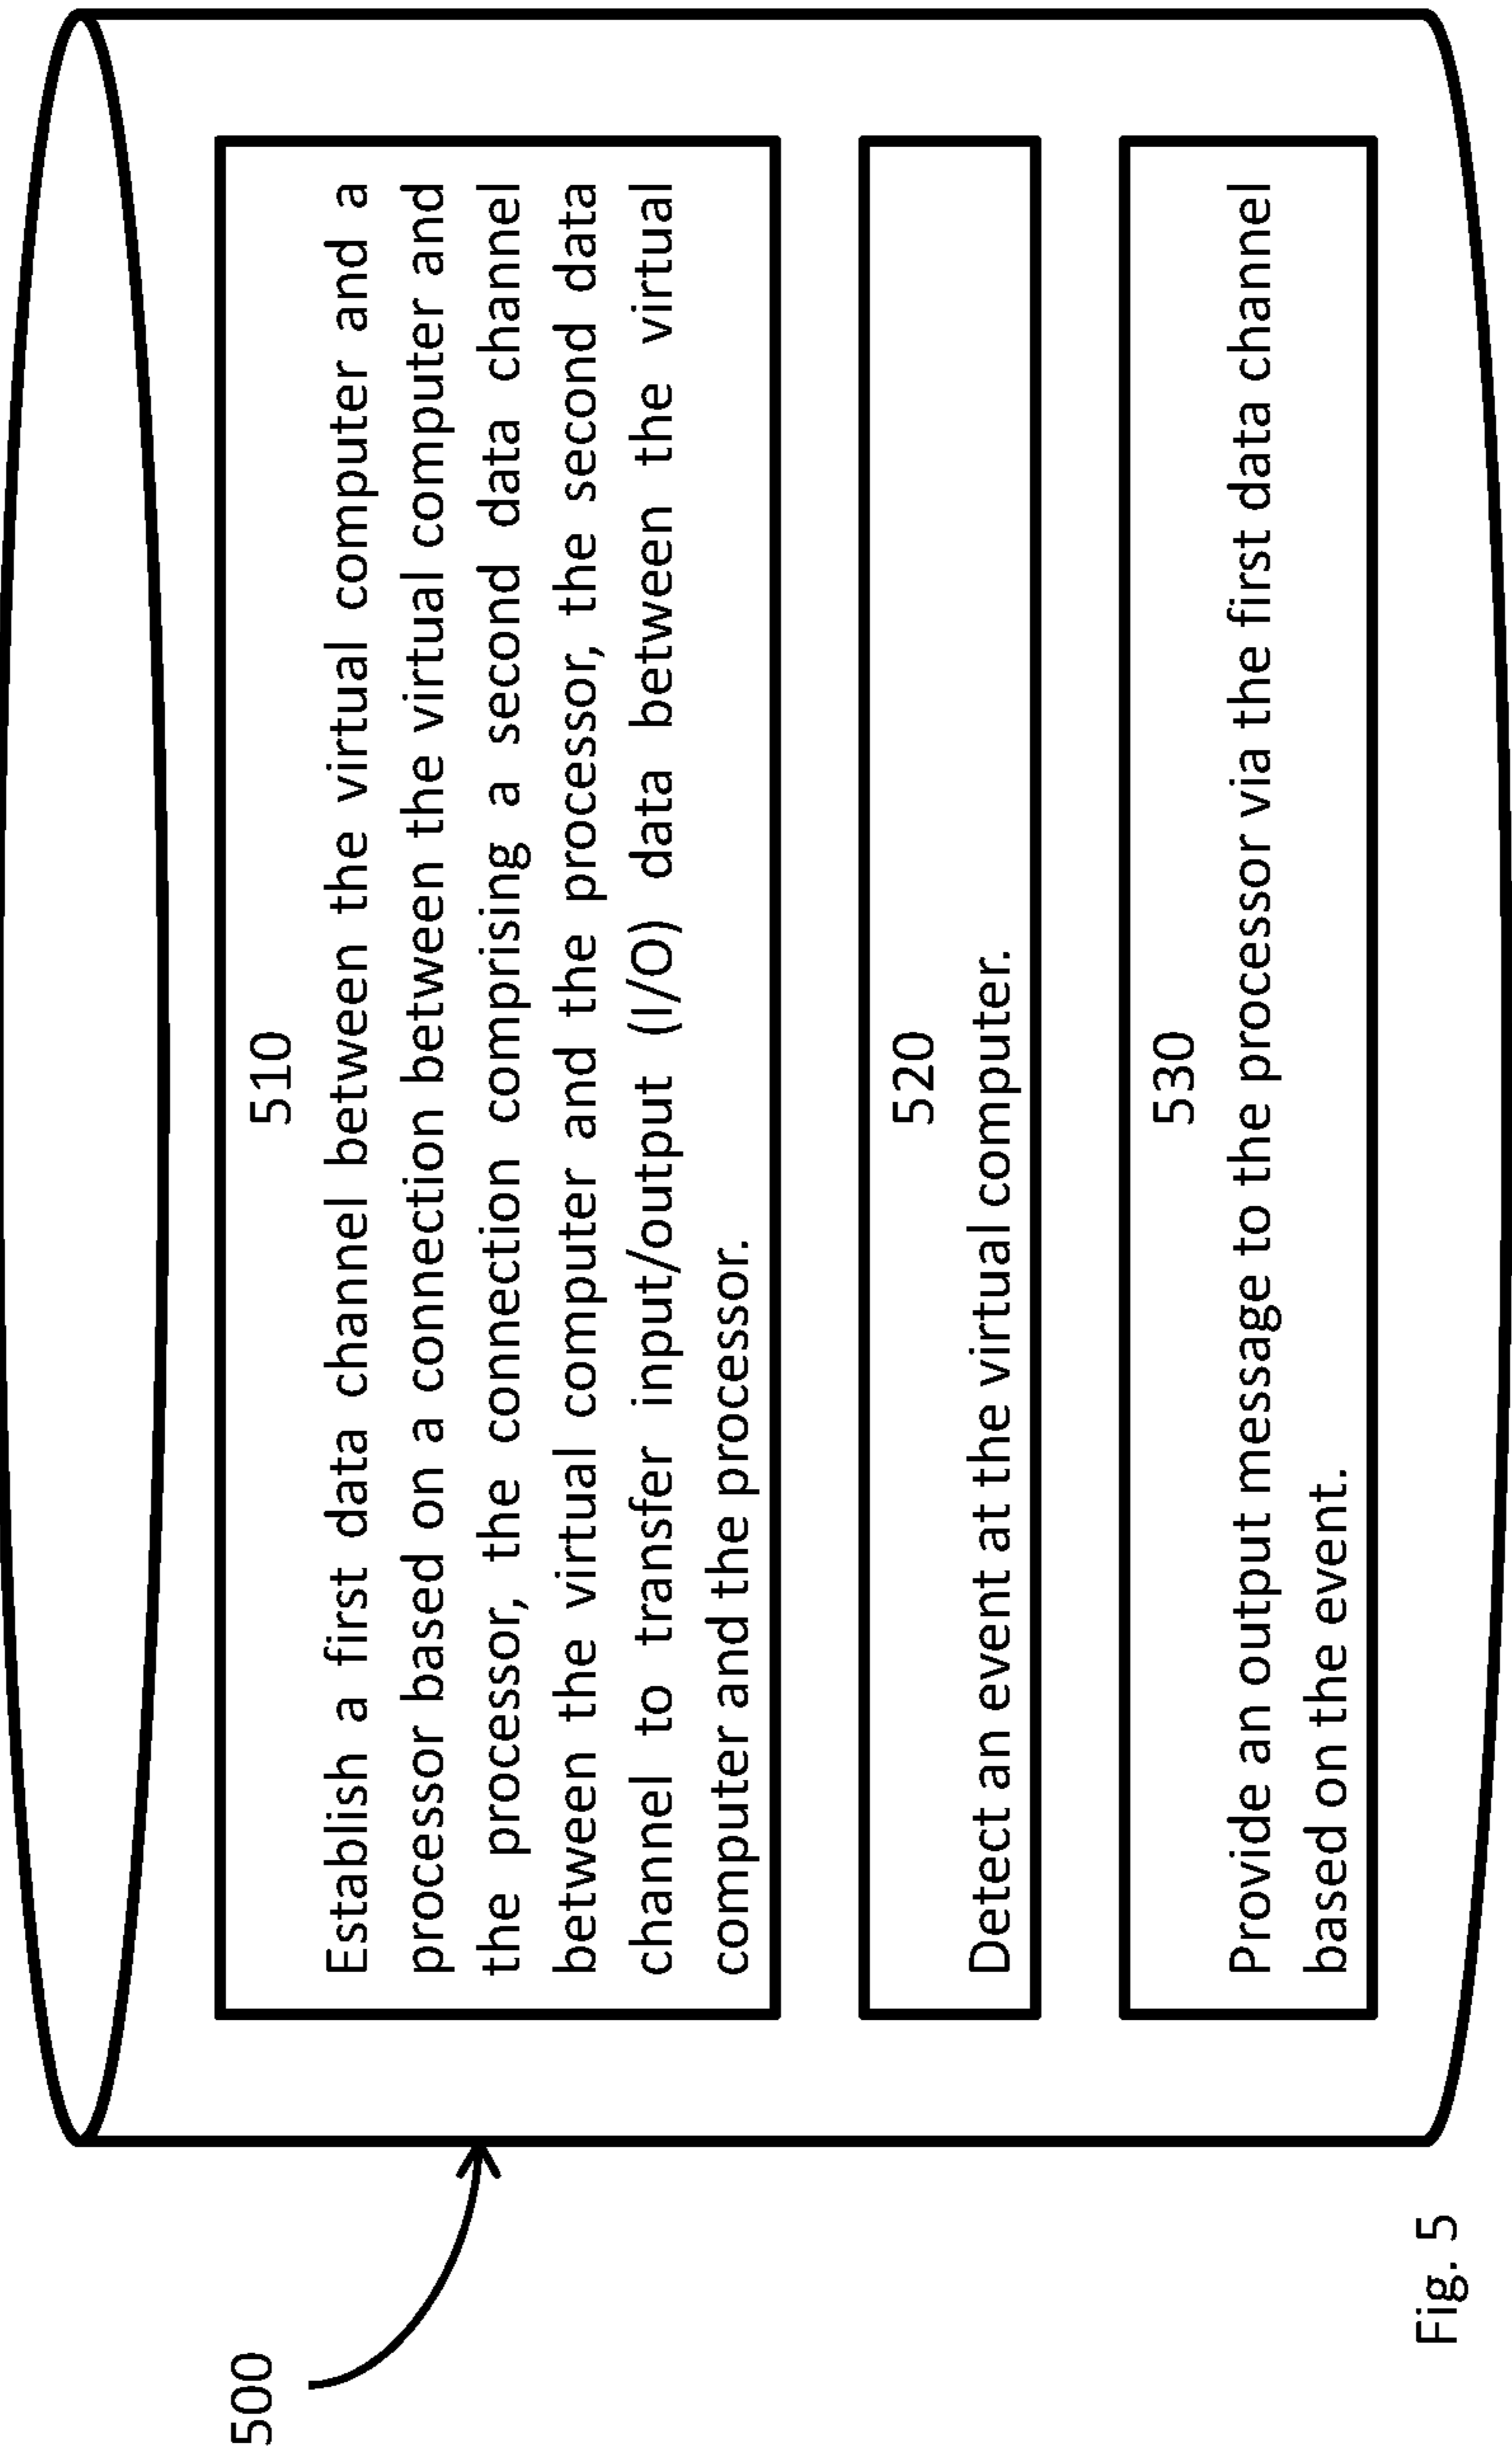 500
510
Establish a first data channel between the virtual computer and a
processor based on a connection between the virtual computer and
the processor, the connection comprising a second data channel
between the virtual computer and the processor, the second data
channel to transfer input/output (I/O) data between the virtual
computer and the processor.
520
Detect an event at the virtual computer.
530
Provide an output message to the processor via the first data channel
based on the event.
Fig. 5